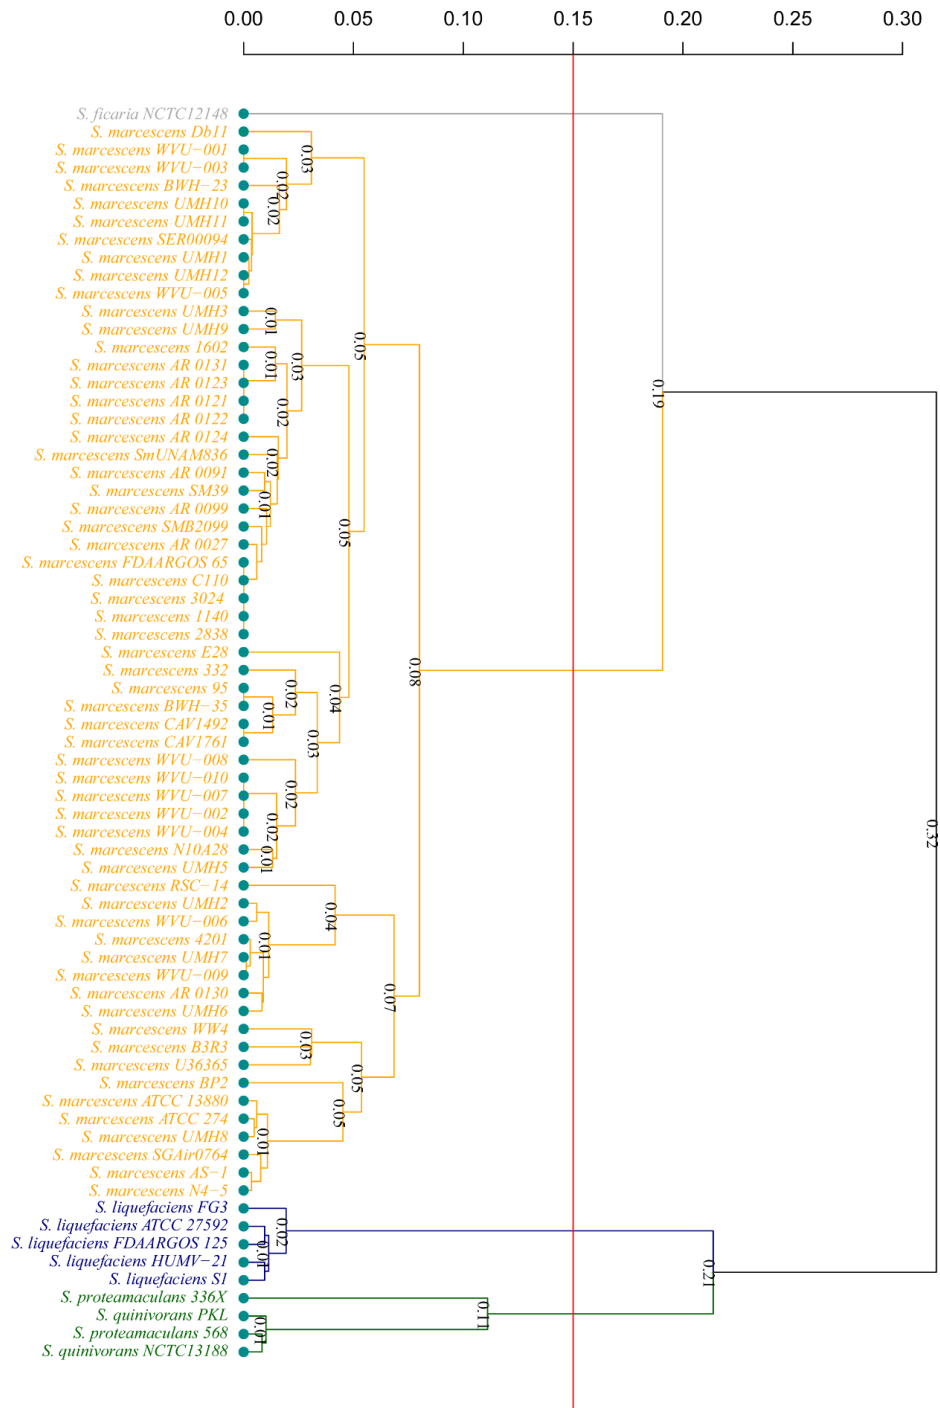 0.00 0.05 0.10 0.15 0.20 0.25 0.30
S. ficaria NCTC12148
S. marcescens Db11
S. marcescens WVU−001
S. marcescens WVU−003
S. marcescens BWH−23
S. marcescens UMH10
S. marcescens UMH11
S. marcescens SER00094
S. marcescens UMH1
S. marcescens UMH12
S. marcescens WVU−005
S. marcescens UMH3
S. marcescens UMH9
S. marcescens 1602
S. marcescens AR 0131
S. marcescens AR 0123
S. marcescens AR 0121
S. marcescens AR 0122
S. marcescens AR 0124
S. marcescens SmUNAM836
S. marcescens AR 0091
S. marcescens SM39
S. marcescens AR 0099
S. marcescens SMB2099
S. marcescens AR 0027
S. marcescens FDAARGOS 65
S. marcescens C110
S. marcescens 3024
S. marcescens 1140
S. marcescens 2838
S. marcescens E28
S. marcescens 332
S. marcescens 95
S. marcescens BWH−35
S. marcescens CAV1492
S. marcescens CAV1761
S. marcescens WVU−008
S. marcescens WVU−010
S. marcescens WVU−007
S. marcescens WVU−002
S. marcescens WVU−004
S. marcescens N10A28
S. marcescens UMH5
S. marcescens RSC−14
S. marcescens UMH2
S. marcescens WVU−006
S. marcescens 4201
S. marcescens UMH7
S. marcescens WVU−009
S. marcescens AR 0130
S. marcescens UMH6
S. marcescens WW4
S. marcescens B3R3
S. marcescens U36365
S. marcescens BP2
S. marcescens ATCC 13880
S. marcescens ATCC 274
S. marcescens UMH8
S. marcescens SGAir0764
S. marcescens AS−1
S. marcescens N4−5
S. liquefaciens FG3
S. liquefaciens ATCC 27592
S. liquefaciens FDAARGOS 125
S. liquefaciens HUMV−21
S. liquefaciens S1
S. proteamaculans 336X
S. quinivorans PKL
S. proteamaculans 568
S. quinivorans NCTC13188
0.03
0.02
0.02
0.05
0.01
0.03
0.01
0.02
0.02
0.01
0.05
0.04
0.02
0.01
0.03
0.02
0.02
0.01
0.08
0.04
0.01
0.07
0.03
0.05
0.05
0.01
0.19
0.32
0.02
0.01
0.21
0.11
0.01